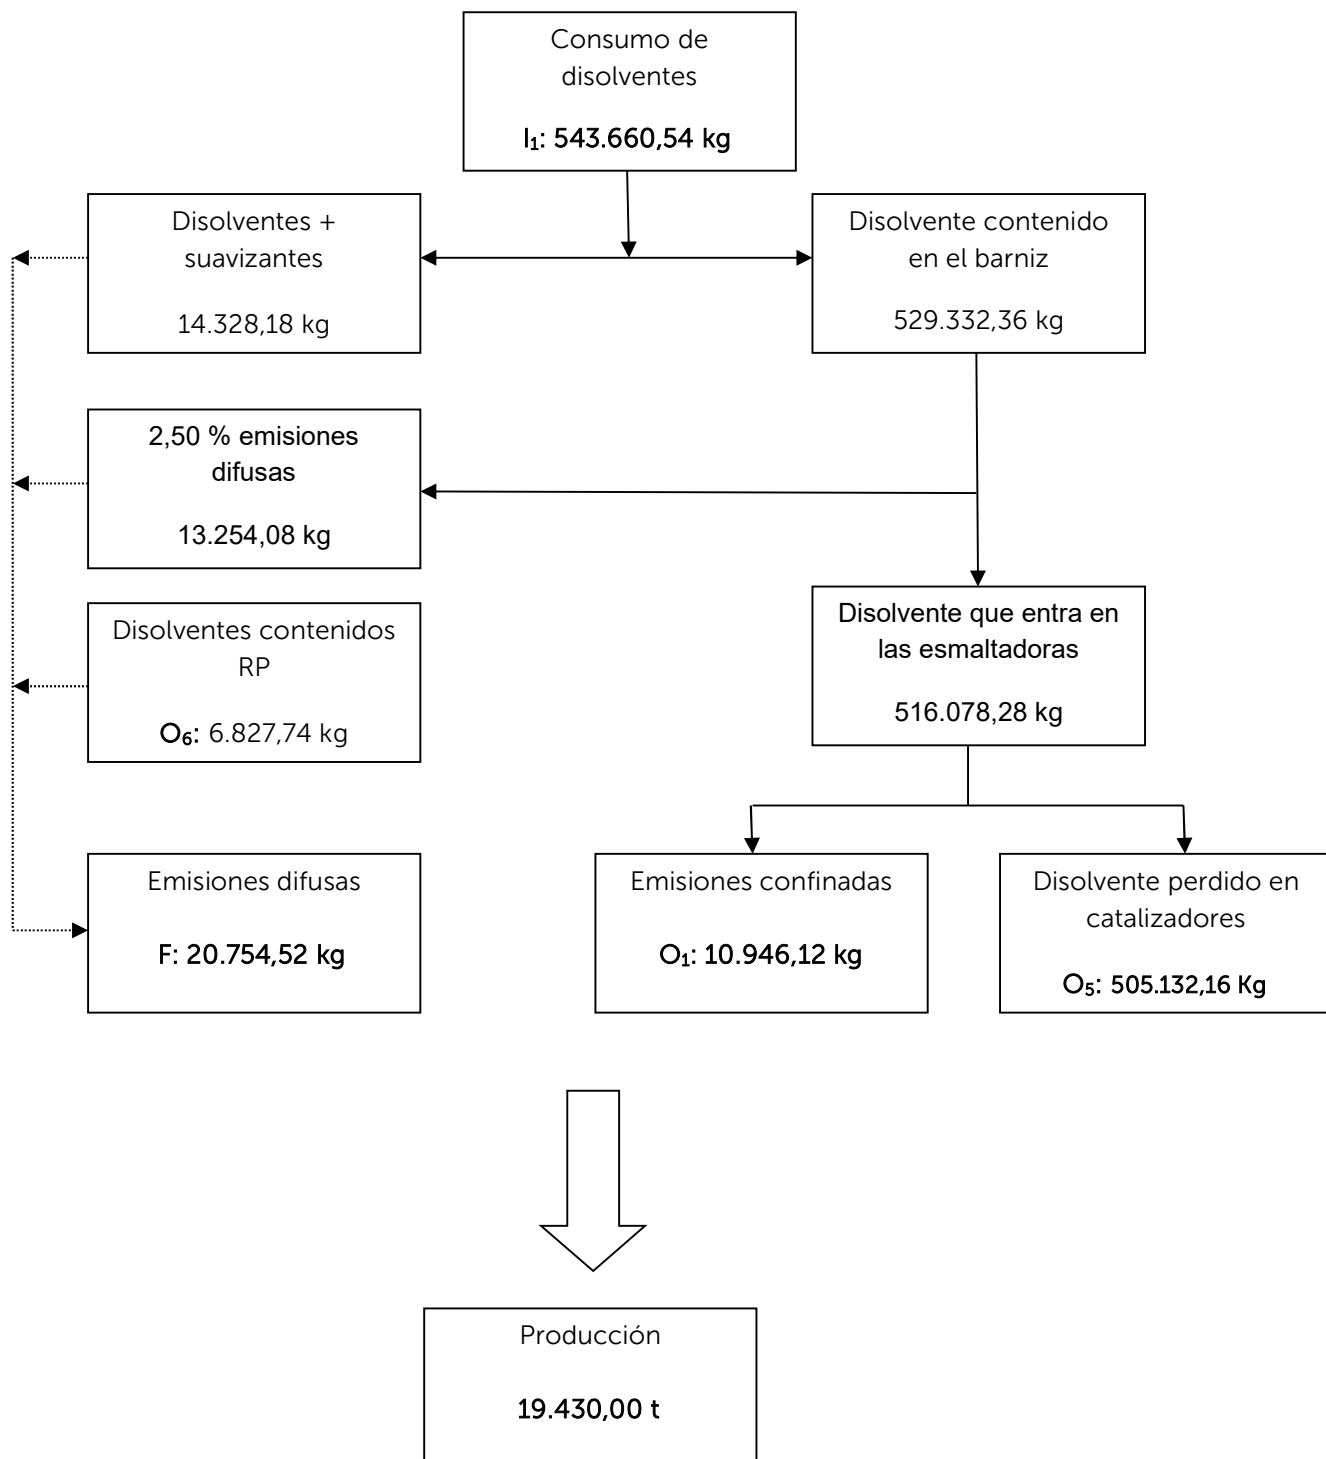 Consumo de
disolventes
I₁: 543.660,54 kg
Disolventes +
suavizantes
14.328,18 kg
Disolvente contenido
en el barniz
529.332,36 kg
2,50 % emisiones
difusas
13.254,08 kg
Disolvente que entra en
las esmaltadoras
516.078,28 kg
Disolventes contenidos
RP
O₆: 6.827,74 kg
Emisiones difusas
F: 20.754,52 kg
Emisiones confinadas
O₁: 10.946,12 kg
Disolvente perdido en
catalizadores
O₅: 505.132,16 Kg
Producción
19.430,00 t